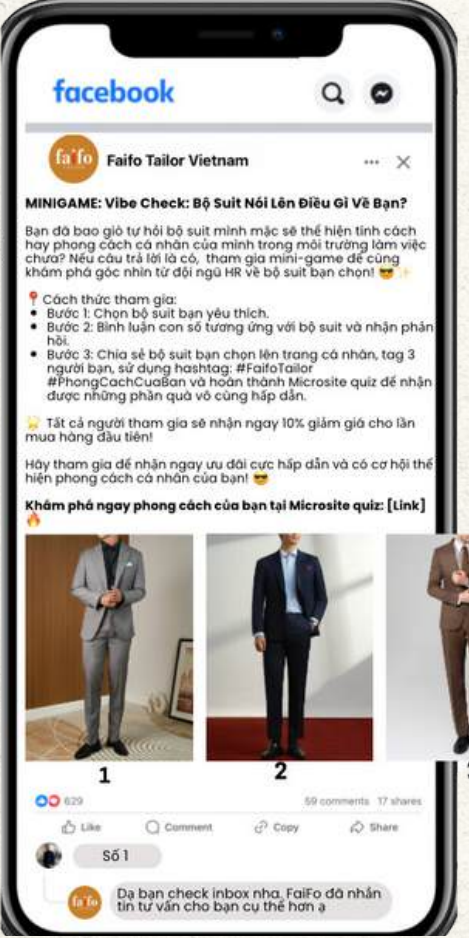 facebook
faifo
Faifo Tailor Vietnam
MINIGAME: Vibe Check: Bộ Suit Nói Lên Điều Gì Về Bạn?
Bạn đã bao giờ tự hỏi bộ suit mình mặc sẽ thể hiện tính cách
hay phong cách cá nhân của mình trong môi trường làm việc
chưa? Nếu câu trả lời là có, tham gia mini-game để cùng
khám phá góc nhìn từ đội ngũ HR về bộ suit bạn chọn! 😎✨
📍Cách thức tham gia:
• Bước 1: Chọn bộ suit bạn yêu thích.
• Bước 2: Bình luận con số tương ứng với bộ suit và nhận phản
hồi.
• Bước 3: Chia sẻ bộ suit bạn chọn lên trang cá nhân, tag 3
người bạn, sử dụng hashtag: #FaifoTailor
#PhongCachCuaBan và hoàn thành Microsite quiz để nhận
được những phần quà vô cùng hấp dẫn.
🌟 Tất cả người tham gia sẽ nhận ngay 10% giảm giá cho lần
mua hàng đầu tiên!
Hãy tham gia để nhận ngay ưu đãi cực hấp dẫn và có cơ hội thể
hiện phong cách cá nhân của bạn! 😎
Khám phá ngay phong cách của bạn tại Microsite quiz: [Link]
🔥
1
2
3
629
59 comments 17 shares
Like Comment Copy Share
Số 1
faifo
Dạ bạn check inbox nha. FaiFo đã nhắn
tin tư vấn cho bạn cụ thể hơn ạ